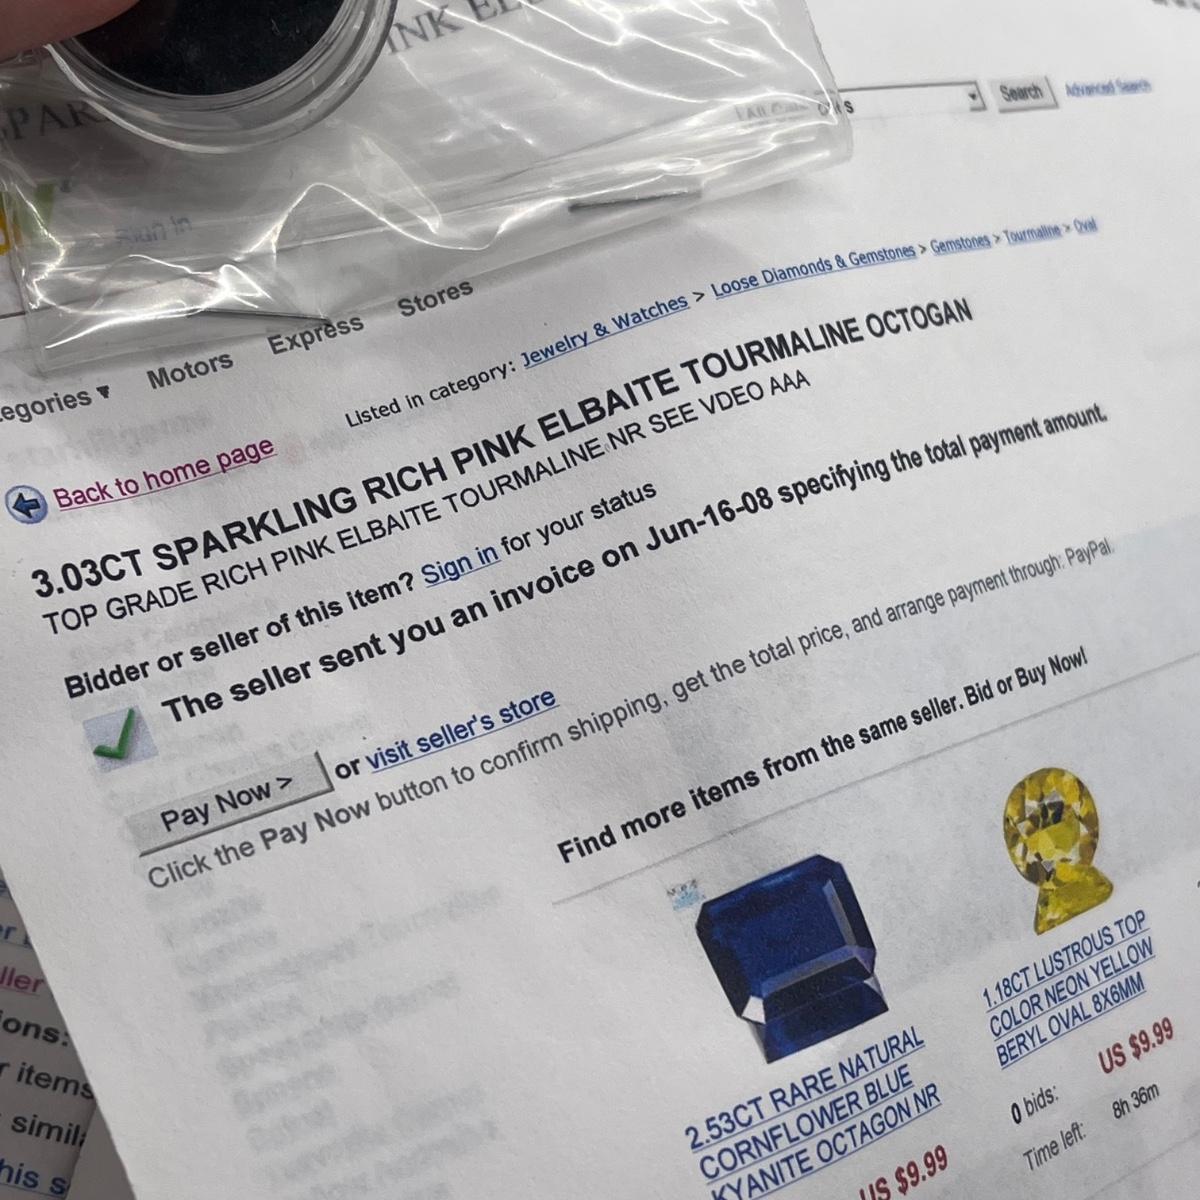 INK EL
SPAR
s
Search
Advanced Search
Sign in
egories
Motors
Express
Stores
Listed in category: Jewelry & Watches > Loose Diamonds & Gemstones > Gemstones > Tourmaline > Oval
Back to home page
3.03CT SPARKLING RICH PINK ELBAITE TOURMALINE OCTOGAN
TOP GRADE RICH PINK ELBAITE TOURMALINE NR SEE VDEO AAA
Bidder or seller of this item? Sign in for your status
The seller sent you an invoice on Jun-16-08 specifying the total payment amount.
Pay Now >
or visit seller's store
Click the Pay Now button to confirm shipping, get the total price, and arrange payment through: PayPal.
Find more items from the same seller. Bid or Buy Now!
2.53CT RARE NATURAL
CORNFLOWER BLUE
KYANITE OCTAGON NR
US $9.99
1.18CT LUSTROUS TOP
COLOR NEON YELLOW
BERYL OVAL 8X6MM
US $9.99
0 bids:
Time left:
8h 36m
ller
ions:
r items
simil
his s